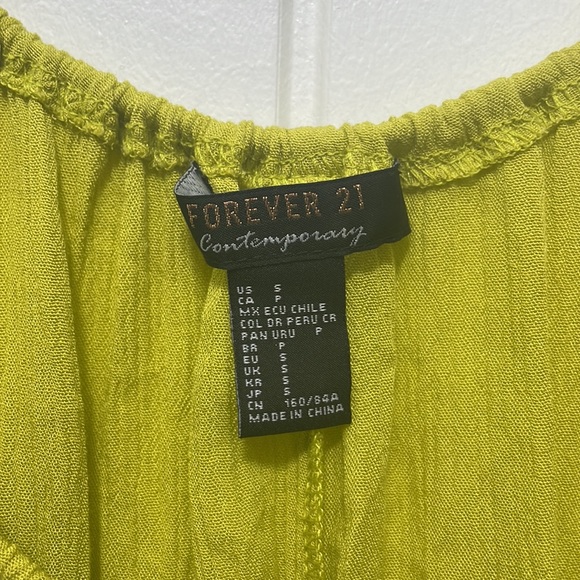 FOREVER 21
Contemporary
US S
CA P
MX ECU CHILE
COL DR PERU CR
PAN URU P
BR P
EU S
UK S
KR S
JP S
CN 160/84A
MADE IN CHINA